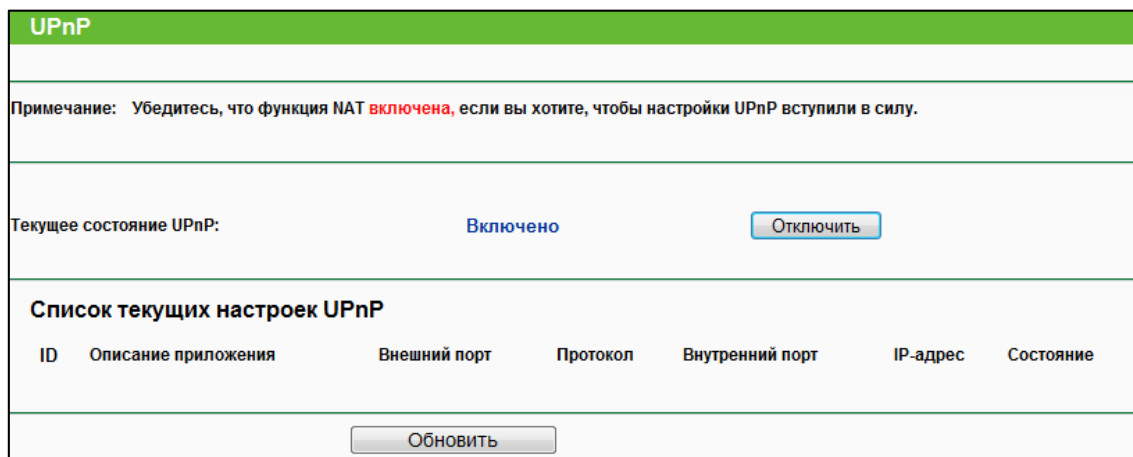 UPnP
Примечание: Убедитесь, что функция NAT включена, если вы хотите, чтобы настройки UPnP вступили в силу.
Текущее состояние UPnP: Включено Отключить
Список текущих настроек UPnP
ID Описание приложения Внешний порт Протокол Внутренний порт IP-адрес Состояние
Обновить